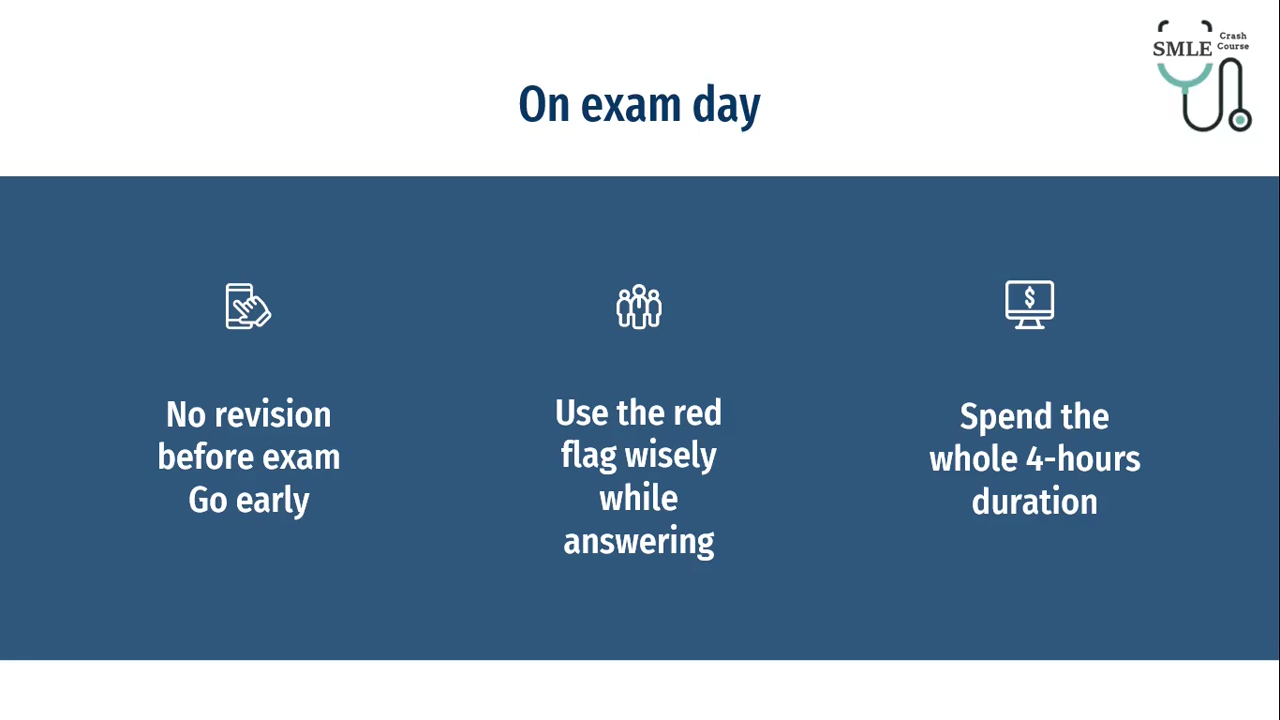 SMLE Crash Course
On exam day
No revision
before exam
Go early
Use the red
flag wisely
while
answering
$
Spend the
whole 4-hours
duration